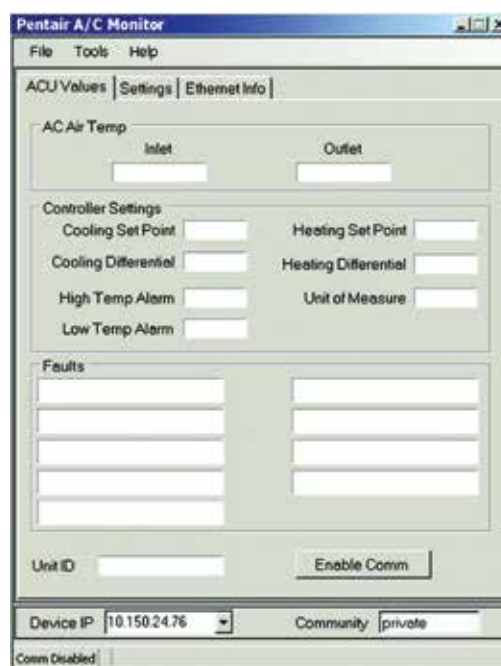 Pentair A/C Monitor
File Tools Help
ACU Values Settings Ethernet Info
AC Air Temp
Inlet Outlet
Controller Settings
Cooling Set Point Heating Set Point
Cooling Differential Heating Differential
High Temp Alarm Unit of Measure
Low Temp Alarm
Faults
Unit ID Enable Comm
Device IP 10.150.24.76 Community private
Comm Disabled